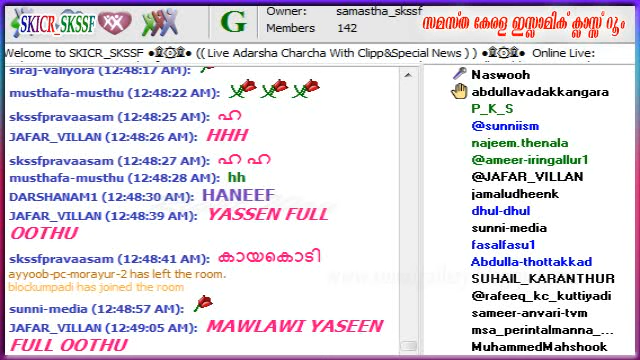 SKICR_SKSSF
Owner: samastha_skssf
Members 142
സമസ്ത കേരള ഇസ്ലാമിക് ക്ലാസ്സ് റൂം
Welcome to SKICR_SKSSF ●۩۞۩● (( Live Adarsha Charcha With Clipp&Special News ) ) ●۩۞۩● Online Live:
siraj-valiyora (12:48:17 AM):
musthafa-musthu (12:48:22 AM):
skssfpravaasam (12:48:25 AM): ഹ
JAFAR_VILLAN (12:48:26 AM): HHH
skssfpravaasam (12:48:27 AM): ഹ ഹ
musthafa-musthu (12:48:28 AM): hh
DARSHANAM1 (12:48:30 AM): HANEEF
JAFAR_VILLAN (12:48:39 AM): YASSEN FULL
OOTHU
skssfpravaasam (12:48:41 AM): കായകൊടി
ayyoob-pc-morayur-2 has left the room.
blockumpadi has joined the room
sunni-media (12:48:57 AM):
JAFAR_VILLAN (12:49:05 AM): MAWLAWI YASEEN
FULL OOTHU
Naswooh
abdullavadakkangara
P_K_S
@sunniism
najeem.thenala
@ameer-iringallur1
@JAFAR_VILLAN
jamaludheenk
dhul-dhul
sunni-media
fasalfasu1
Abdulla-thottakkad
SUHAIL_KARANTHUR
@rafeeq_kc_kuttiyadi
sameer-anvari-tvm
msa_perintalmanna_...
MuhammedMahshook